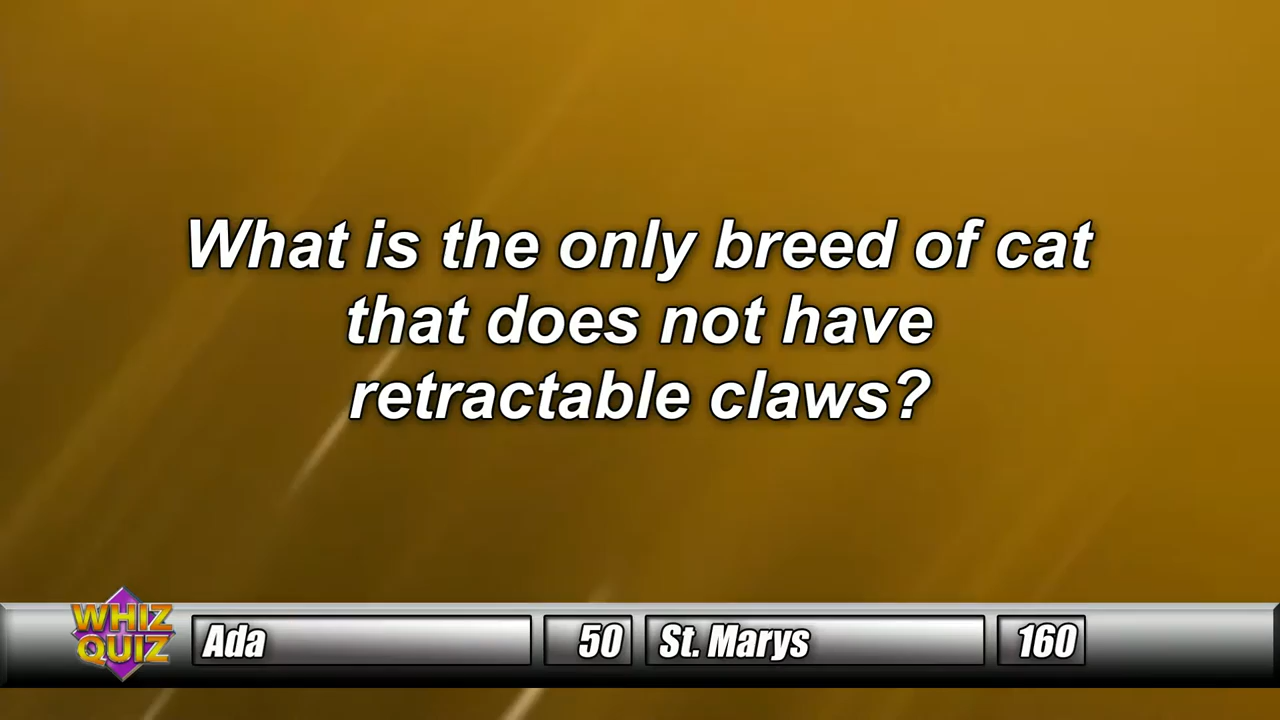 What is the only breed of cat
that does not have
retractable claws?
WHIZ
QUIZ
Ada
50
St. Marys
160